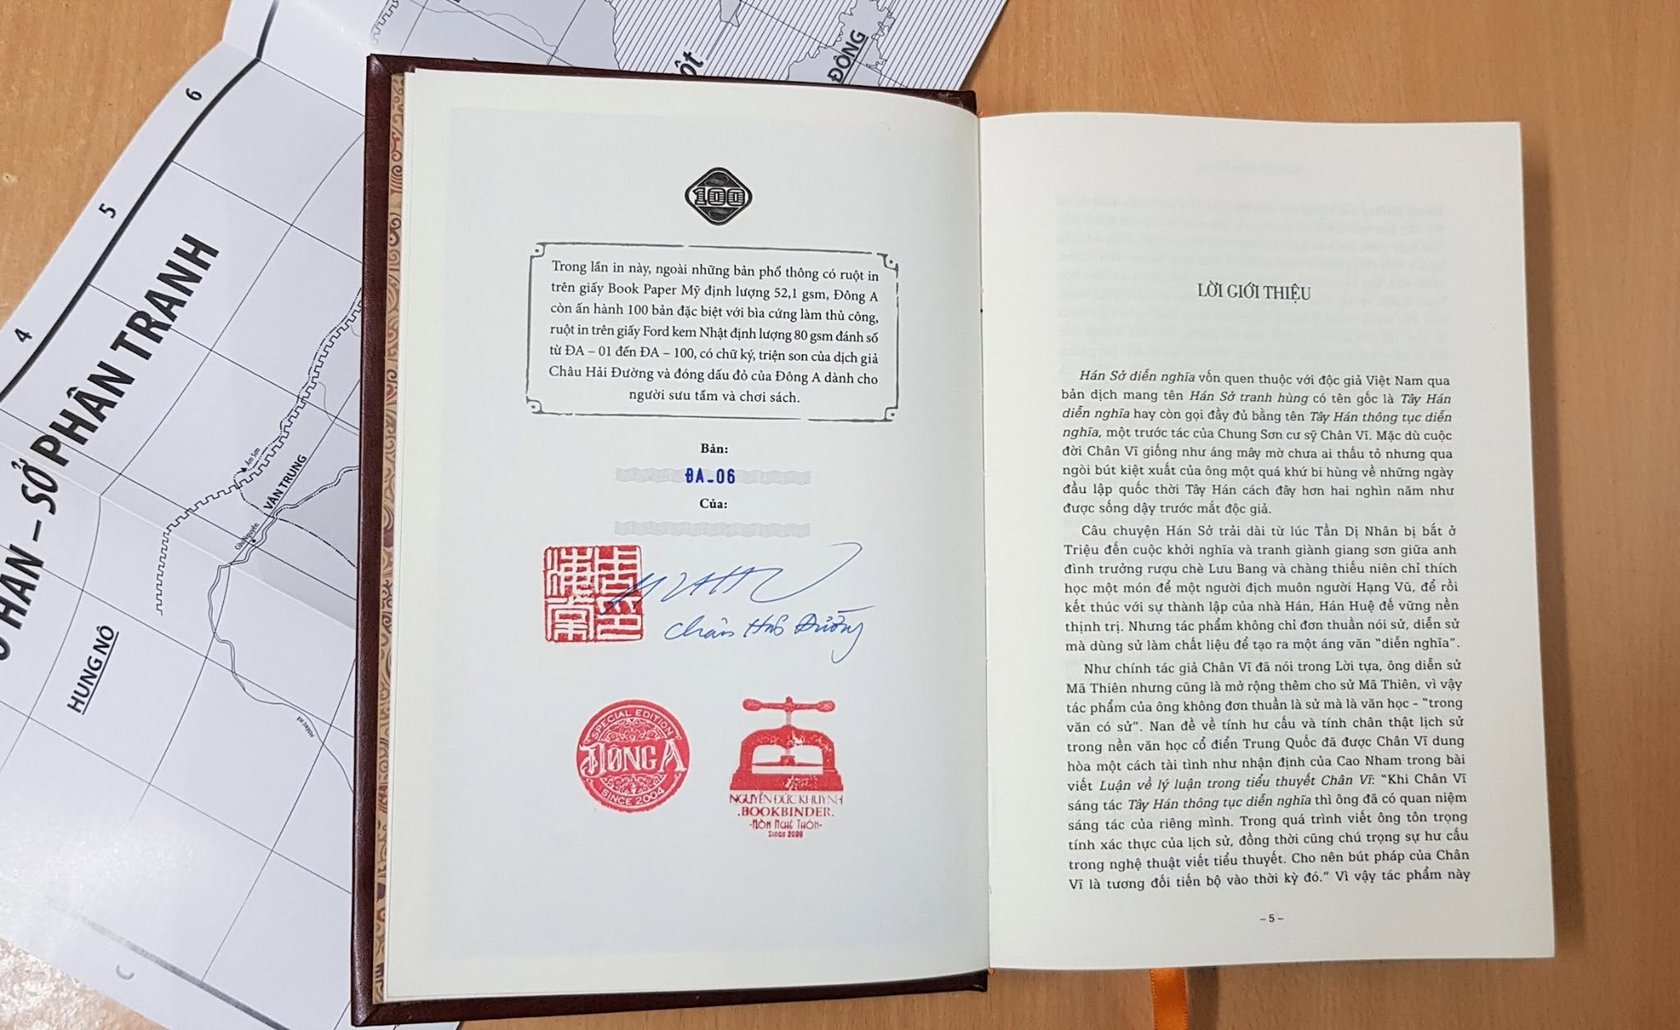 4
5
6
HÁN – SỞ PHÂN TRANH
HUNG NÔ
VÂN TRUNG
ột
ĐÔNG
100
Trong lần in này, ngoài những bản phổ thông có ruột in
trên giấy Book Paper Mỹ định lượng 52,1 gsm, Đông A
còn ấn hành 100 bản đặc biệt với bìa cứng làm thủ công,
ruột in trên giấy Ford kem Nhật định lượng 80 gsm đánh số
từ ĐA – 01 đến ĐA – 100, có chữ ký, triện son của dịch giả
Châu Hải Đường và đóng dấu đỏ của Đông A dành cho
người sưu tầm và chơi sách.
Bản:
ĐA-06
Của:
Châu Hải Đường
SPECIAL EDITION
ĐÔNG A
SINCE 2004
NGUYỄN ĐỨC KHUYNH
.BOOKBINDER.
SINCE 2009
LỜI GIỚI THIỆU
Hán Sở diễn nghĩa vốn quen thuộc với độc giả Việt Nam qua
bản dịch mang tên Hán Sở tranh hùng có tên gốc là Tây Hán
diễn nghĩa hay còn gọi đầy đủ bằng tên Tây Hán thông tục diễn
nghĩa, một trước tác của Chung Sơn cư sỹ Chân Vĩ. Mặc dù cuộc
đời Chân Vĩ giống như áng mây mờ chưa ai thấu tỏ nhưng qua
ngòi bút kiệt xuất của ông một quá khứ bi hùng về những ngày
đầu lập quốc thời Tây Hán cách đây hơn hai nghìn năm như
được sống dậy trước mắt độc giả.
Câu chuyện Hán Sở trải dài từ lúc Tần Dị Nhân bị bắt ở
Triệu đến cuộc khởi nghĩa và tranh giành giang sơn giữa anh
đình trưởng rượu chè Lưu Bang và chàng thiếu niên chỉ thích
học một món để một người địch muôn người Hạng Vũ, để rồi
kết thúc với sự thành lập của nhà Hán, Hán Huệ đế vững nền
thịnh trị. Nhưng tác phẩm không chỉ đơn thuần nói sử, diễn sử
mà dùng sử làm chất liệu để tạo ra một áng văn “diễn nghĩa”.
Như chính tác giả Chân Vĩ đã nói trong Lời tựa, ông diễn sử
Mã Thiên nhưng cũng là mở rộng thêm cho sử Mã Thiên, vì vậy
tác phẩm của ông không đơn thuần là sử mà là văn học - “trong
văn có sử”. Nan đề về tính hư cấu và tính chân thật lịch sử
trong nền văn học cổ điển Trung Quốc đã được Chân Vĩ dung
hòa một cách tài tình như nhận định của Cao Nham trong bài
viết Luận về lý luận trong tiểu thuyết Chân Vĩ: “Khi Chân Vĩ
sáng tác Tây Hán thông tục diễn nghĩa thì ông đã có quan niệm
sáng tác của riêng mình. Trong quá trình viết ông tôn trọng
tính xác thực của lịch sử, đồng thời cũng chú trọng sự hư cấu
trong nghệ thuật viết tiểu thuyết. Cho nên bút pháp của Chân
Vĩ là tương đối tiến bộ vào thời kỳ đó.” Vì vậy tác phẩm này
– 5 –